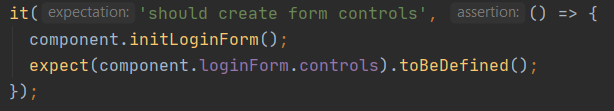 it( expectation: 'should create form controls', assertion: () => {
component.initLoginForm();
expect(component.loginForm.controls).toBeDefined();
});